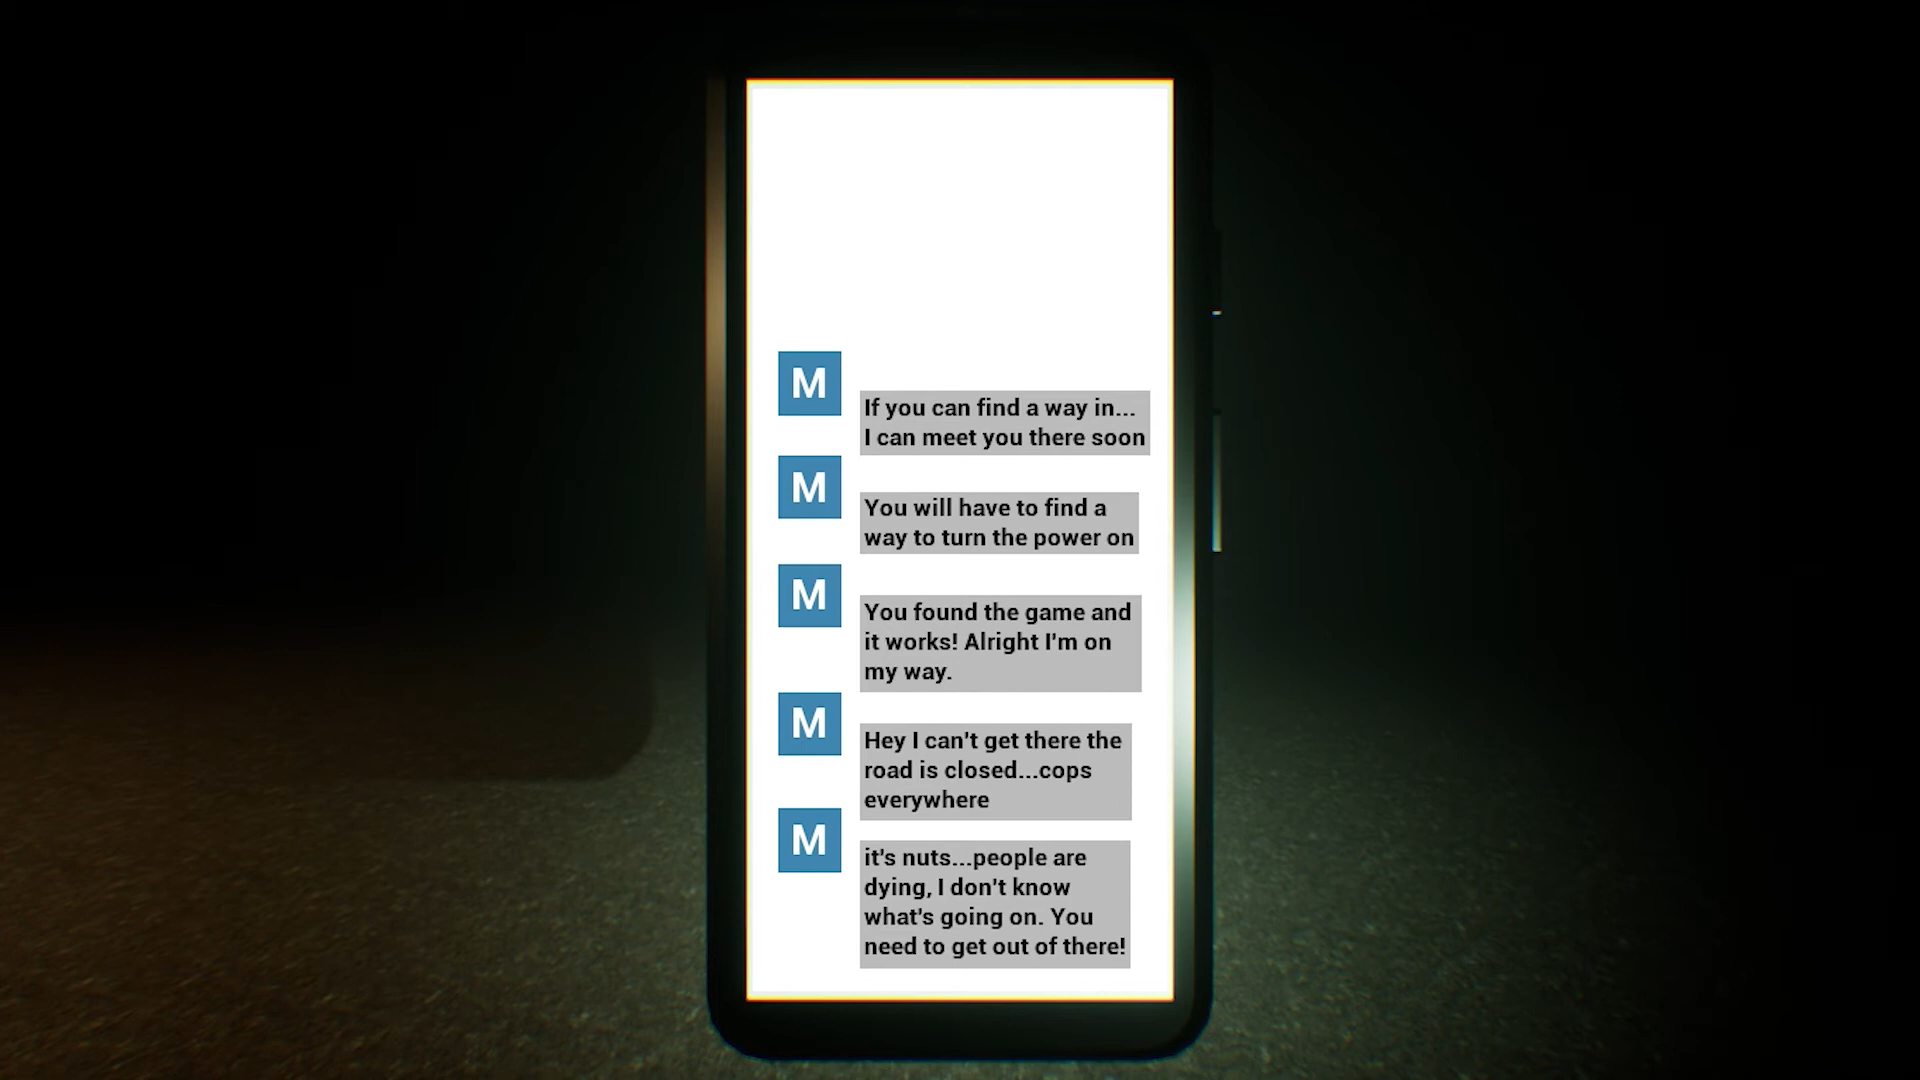 M
If you can find a way in...
I can meet you there soon
M
You will have to find a
way to turn the power on
M
You found the game and
it works! Alright I'm on
my way.
M
Hey I can't get there the
road is closed...cops
everywhere
M
it's nuts...people are
dying, I don't know
what's going on. You
need to get out of there!